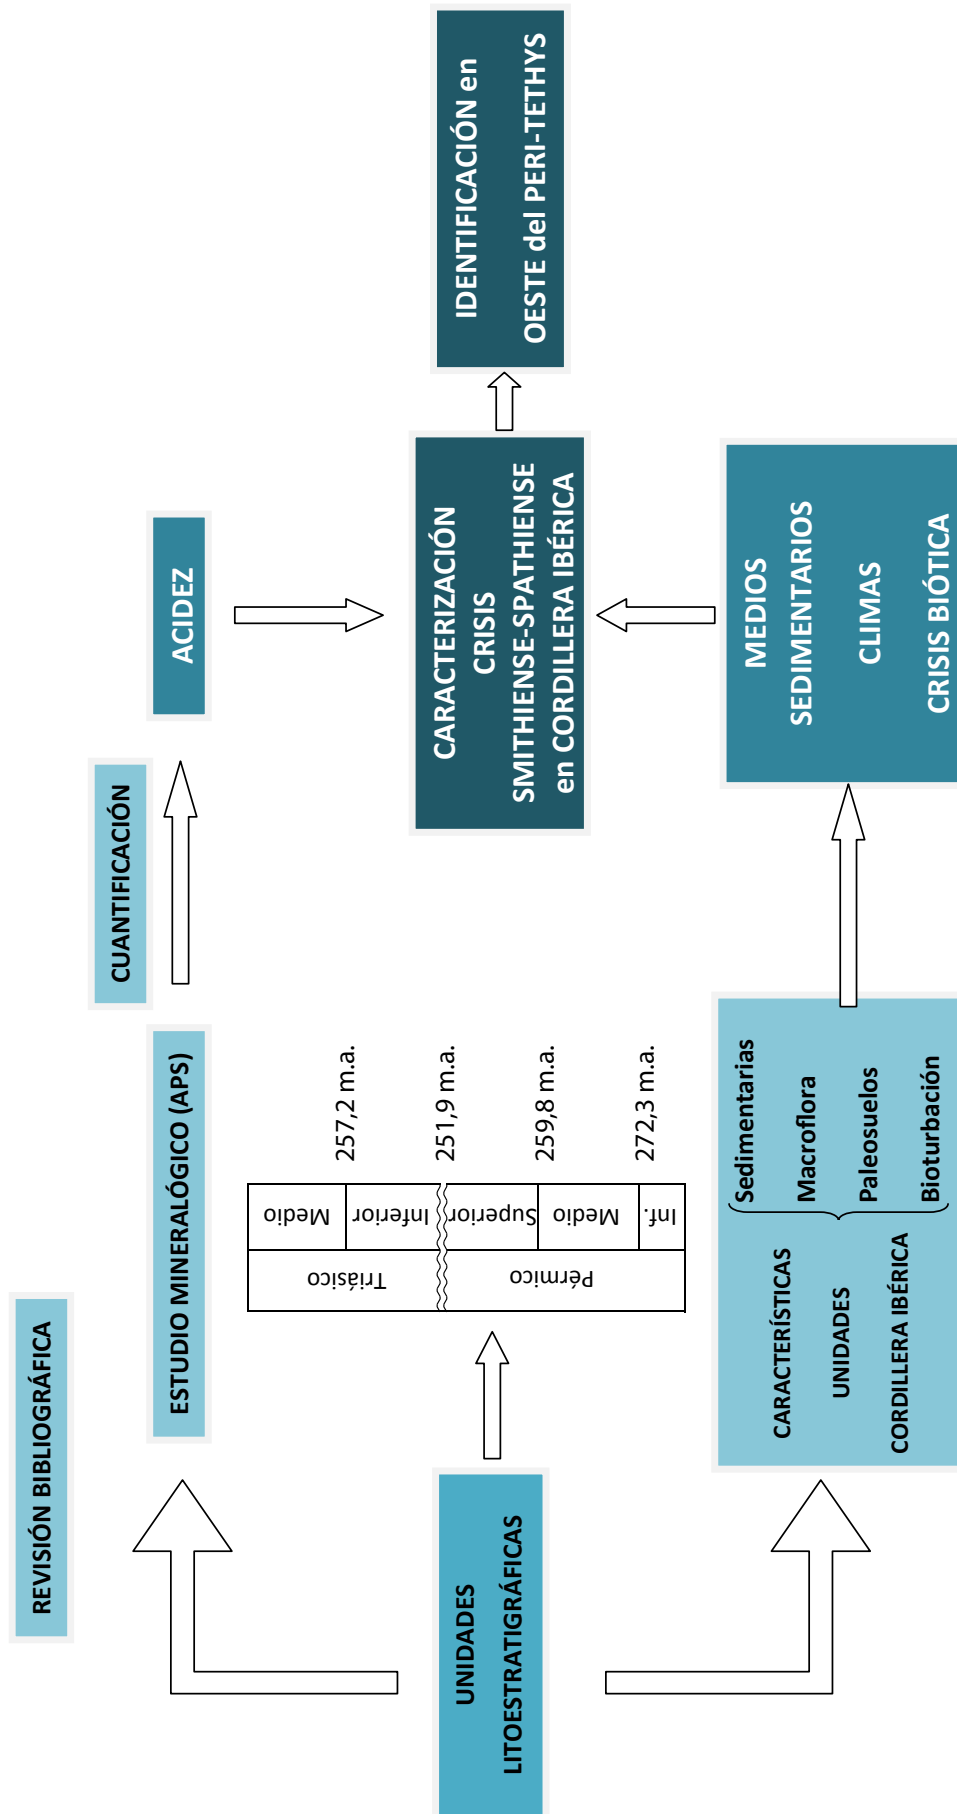 REVISIÓN BIBLIOGRÁFICA
ESTUDIO MINERALÓGICO (APS)
CUANTIFICACIÓN
ACIDEZ
UNIDADES
LITOESTRATIGRÁFICAS
Triásico
Pérmico
Medio
Inferior
Superior
Medio
Inf.
257,2 m.a.
251,9 m.a.
259,8 m.a.
272,3 m.a.
CARACTERIZACIÓN
CRISIS
SMITHIENSE-SPATHIENSE
en CORDILLERA IBÉRICA
IDENTIFICACIÓN en
OESTE del PERI-TETHYS
CARACTERÍSTICAS
UNIDADES
CORDILLERA IBÉRICA
Sedimentarias
Macroflora
Paleosuelos
Bioturbación
MEDIOS
SEDIMENTARIOS
CLIMAS
CRISIS BIÓTICA